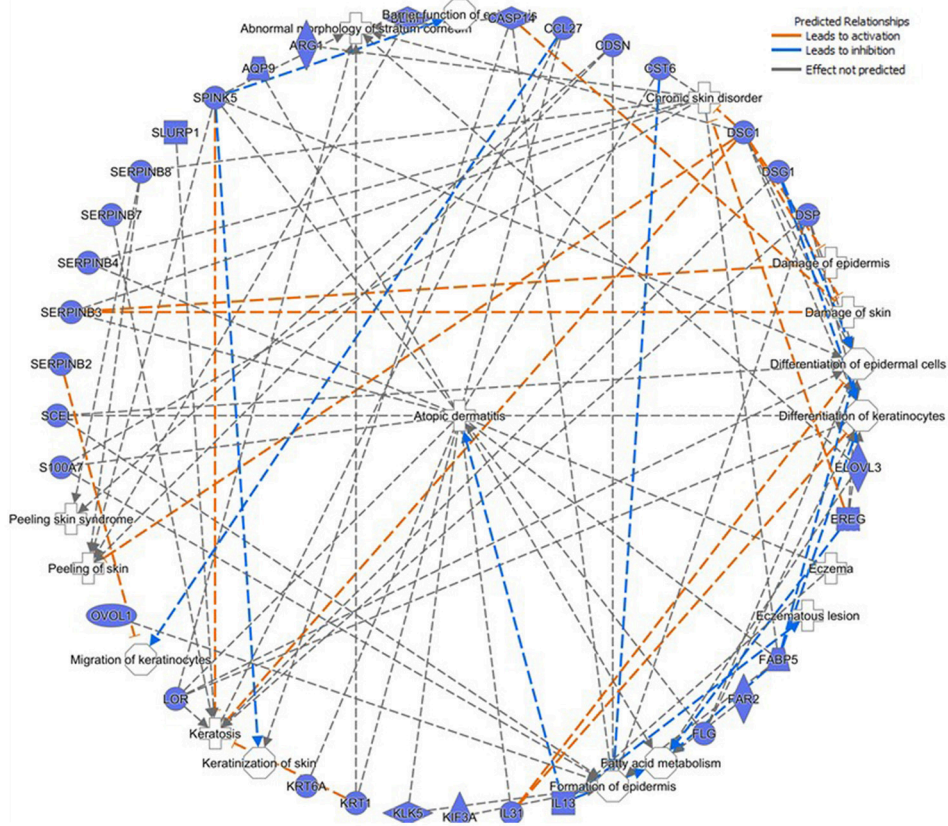 Predicted Relationships
Leads to activation
Leads to inhibition
Effect not predicted
CASP14
CCL27
CDSN
CST6
Chronic skin disorder
DSC1
DSG1
DSP
Damage of epidermis
Damage of skin
Differentiation of epidermal cells
Differentiation of keratinocytes
ELOVL3
EREG
Eczema
Eczematous lesion
FABP5
FAR2
FLG
Fatty acid metabolism
Formation of epidermis
IL13
IL31
KIF3A
KLK5
KRT1
KRT6A
Keratinization of skin
Keratosis
LOR
Migration of keratinocytes
OVOL1
Peeling of skin
Peeling skin syndrome
S100A7
SCEL
SERPINB2
SERPINB3
SERPINB4
SERPINB7
SERPINB8
SLURP1
SPINK5
AQP9
ARG1
Abnormal morphology of stratum corneum
Barrier function of
Atopic dermatitis